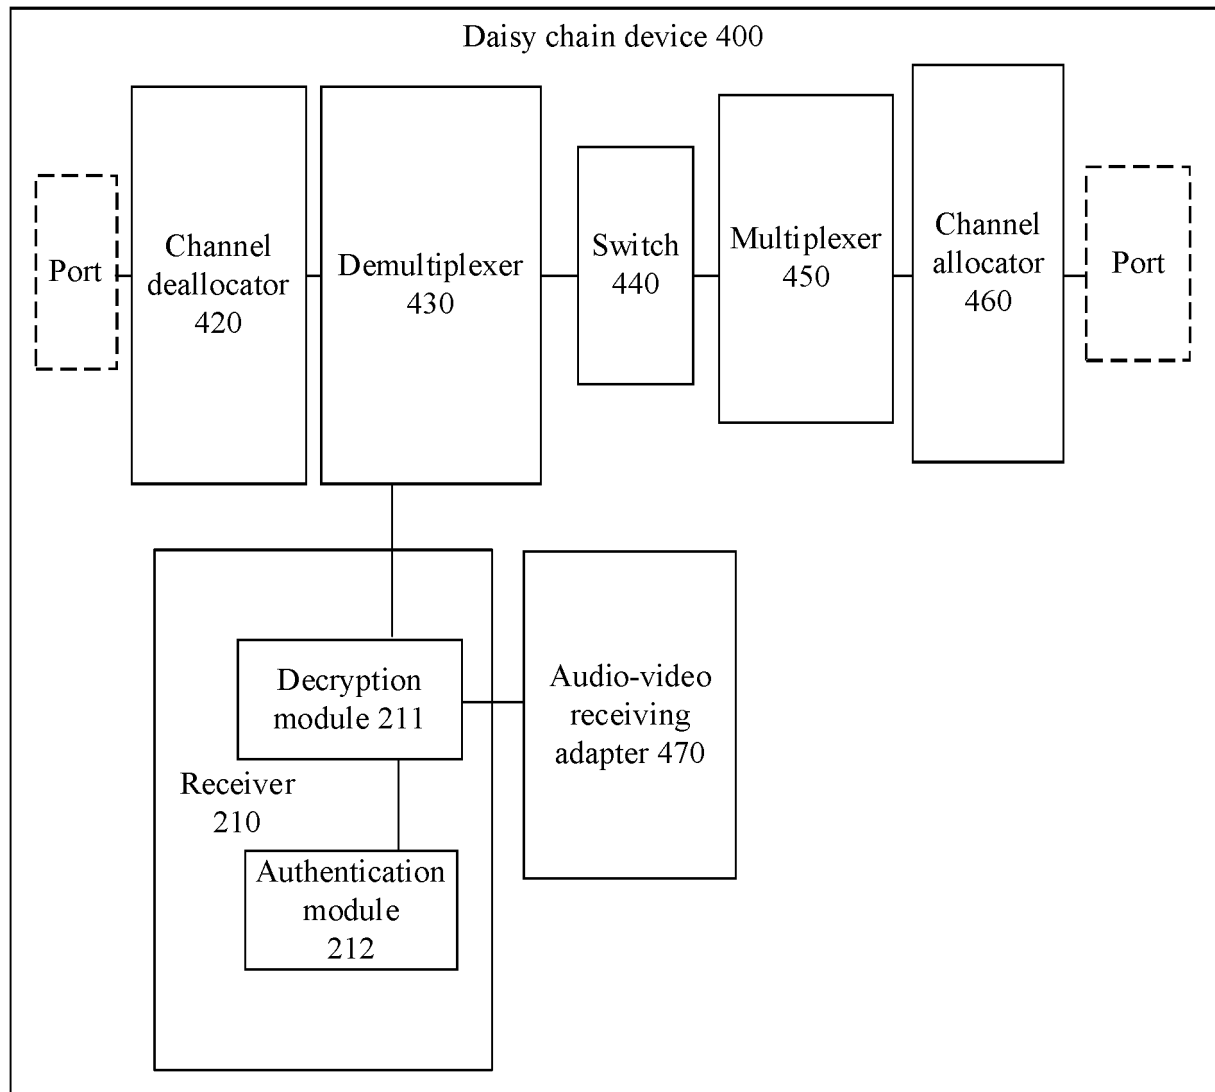 Daisy chain device 400
Port
Channel
deallocator
420
Demultiplexer
430
Switch
440
Multiplexer
450
Channel
allocator
460
Port
Decryption
module 211
Receiver
210
Authentication
module
212
Audio-video
receiving
adapter 470